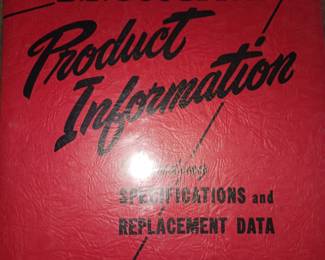 Product
Information
SPECIFICATIONS and
REPLACEMENT DATA